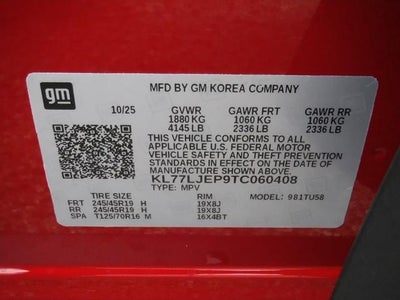 gm
MFD BY GM KOREA COMPANY
10/25 GVWR GAWR FRT GAWR RR
1880 KG 1060 KG 1060 KG
4145 LB 2336 LB 2336 LB
THIS VEHICLE CONFORMS TO ALL
APPLICABLE U.S. FEDERAL MOTOR
VEHICLE SAFETY AND THEFT PREVENTION
STANDARDS IN EFFECT ON THE DATE
OF MANUFACTURE SHOWN ABOVE.
KL77LJEP9TC060408
TYPE: MPV MODEL: 981TU58
TIRE SIZE RIM
FRT 245/45R19 H 19X8J
RR 245/45R19 H 19X8J
SPA T125/70R16 M 16X4BT